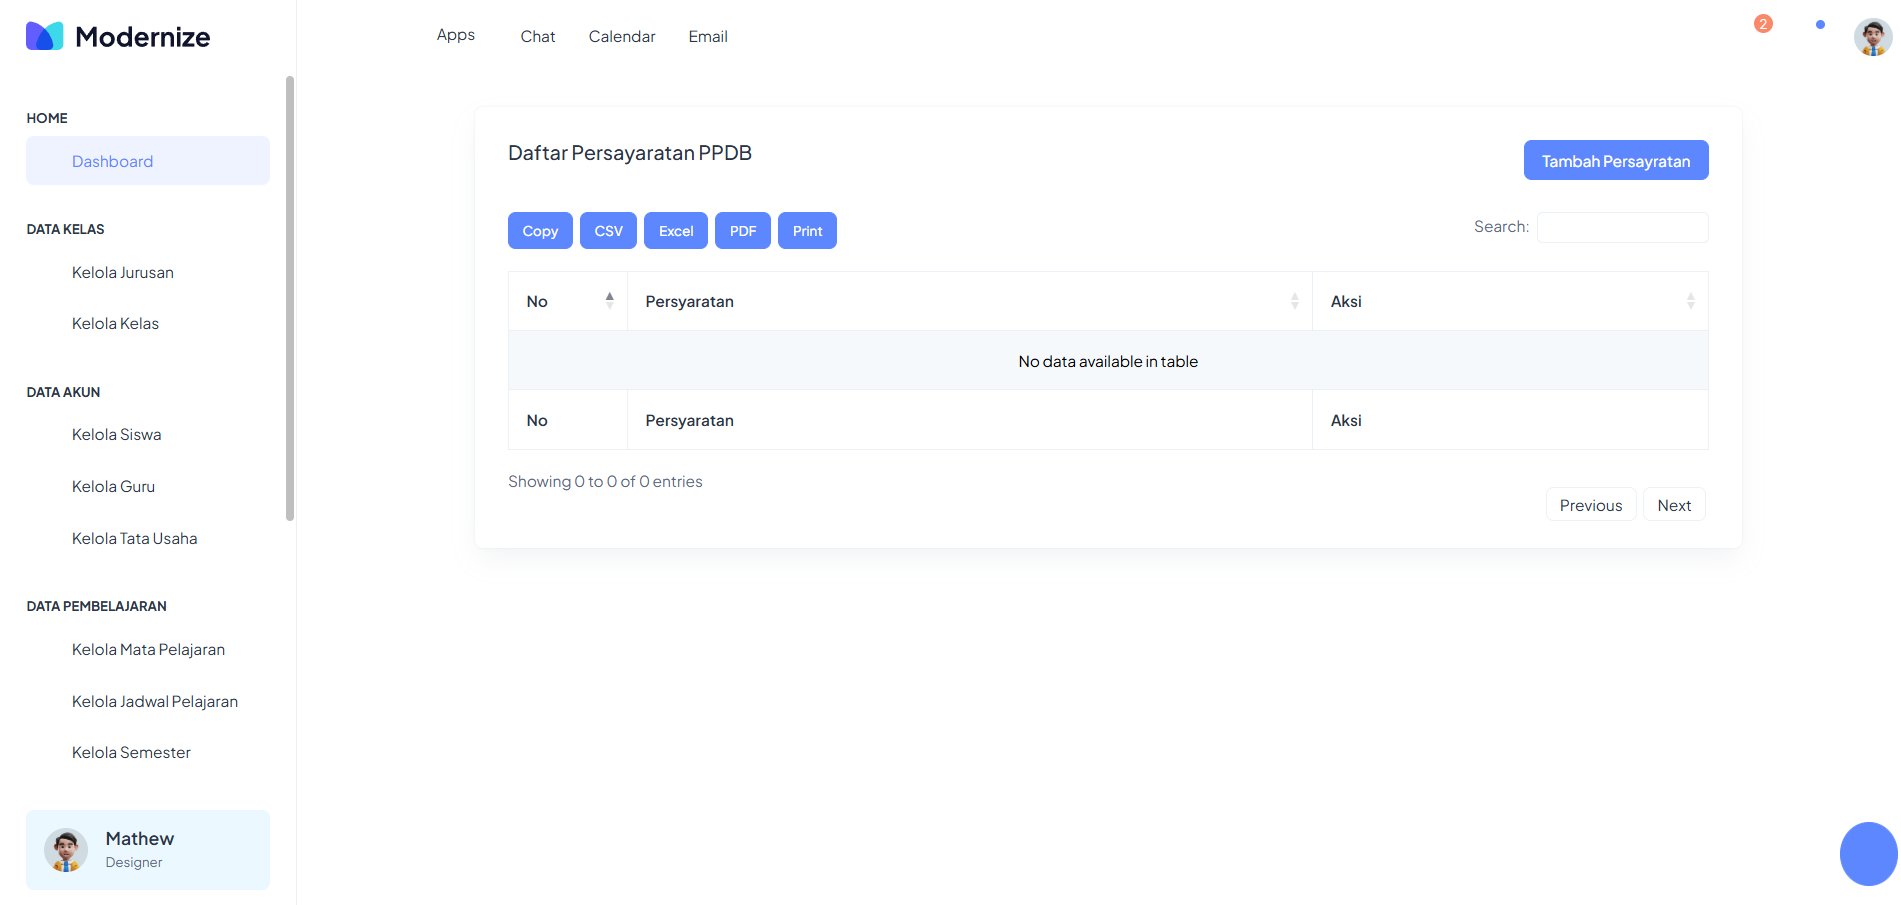 Modernize
Apps Chat Calendar Email
2
HOME
Dashboard
DATA KELAS
Kelola Jurusan
Kelola Kelas
DATA AKUN
Kelola Siswa
Kelola Guru
Kelola Tata Usaha
DATA PEMBELAJARAN
Kelola Mata Pelajaran
Kelola Jadwal Pelajaran
Kelola Semester
Mathew
Designer
Daftar Persayaratan PPDB
Tambah Persayratan
Copy CSV Excel PDF Print
Search:
No Persyaratan Aksi
No data available in table
No Persyaratan Aksi
Showing 0 to 0 of 0 entries
Previous Next